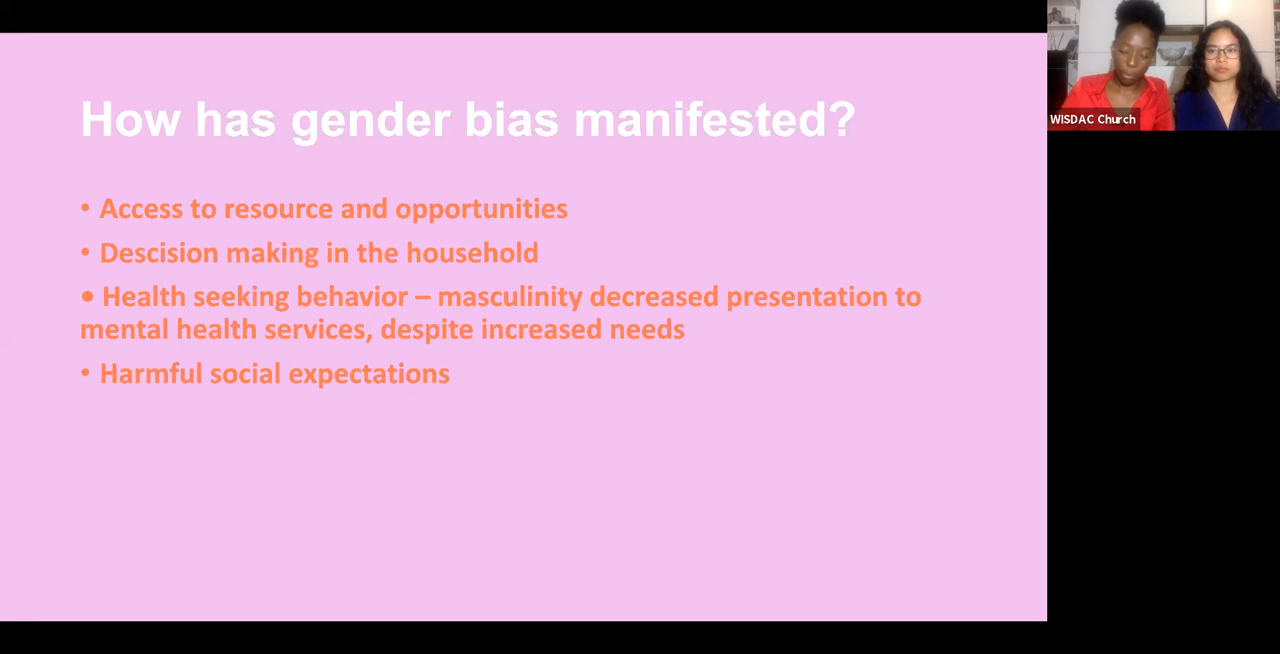 How has gender bias manifested?
• Access to resource and opportunities
• Descision making in the household
• Health seeking behavior – masculinity decreased presentation to
mental health services, despite increased needs
• Harmful social expectations
WISDAC Church